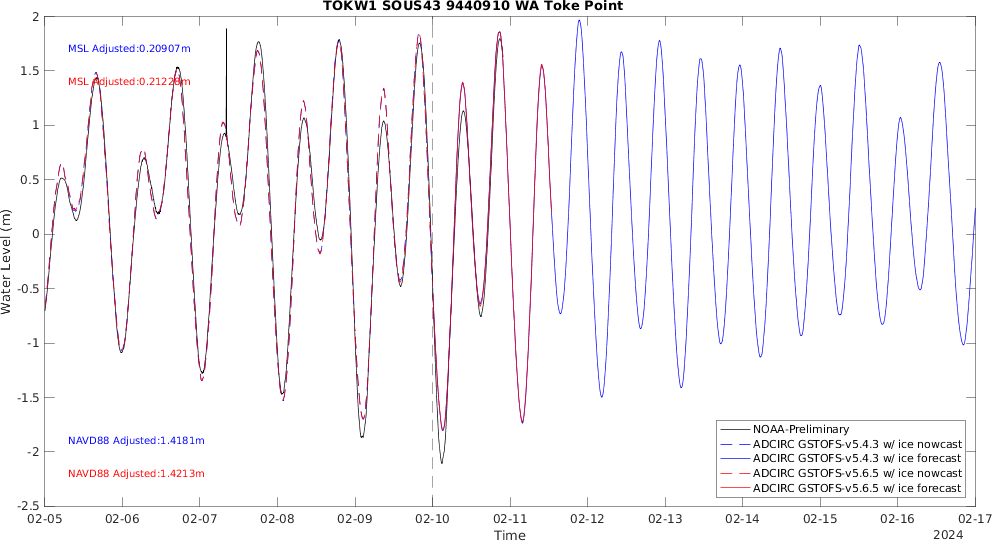 TOKW1 SOUS43 9440910 WA Toke Point
MSL Adjusted:0.20907m
MSL Adjusted:0.21228m
NAVD88 Adjusted:1.4181m
NAVD88 Adjusted:1.4213m
Water Level (m)
2
1.5
1
0.5
0
-0.5
-1
-1.5
-2
-2.5
NOAA-Preliminary
ADCIRC GSTOFS-v5.4.3 w/ ice nowcast
ADCIRC GSTOFS-v5.4.3 w/ ice forecast
ADCIRC GSTOFS-v5.6.5 w/ ice nowcast
ADCIRC GSTOFS-v5.6.5 w/ ice forecast
02-05 02-06 02-07 02-08 02-09 02-10 02-11 02-12 02-13 02-14 02-15 02-16 02-17
Time
2024